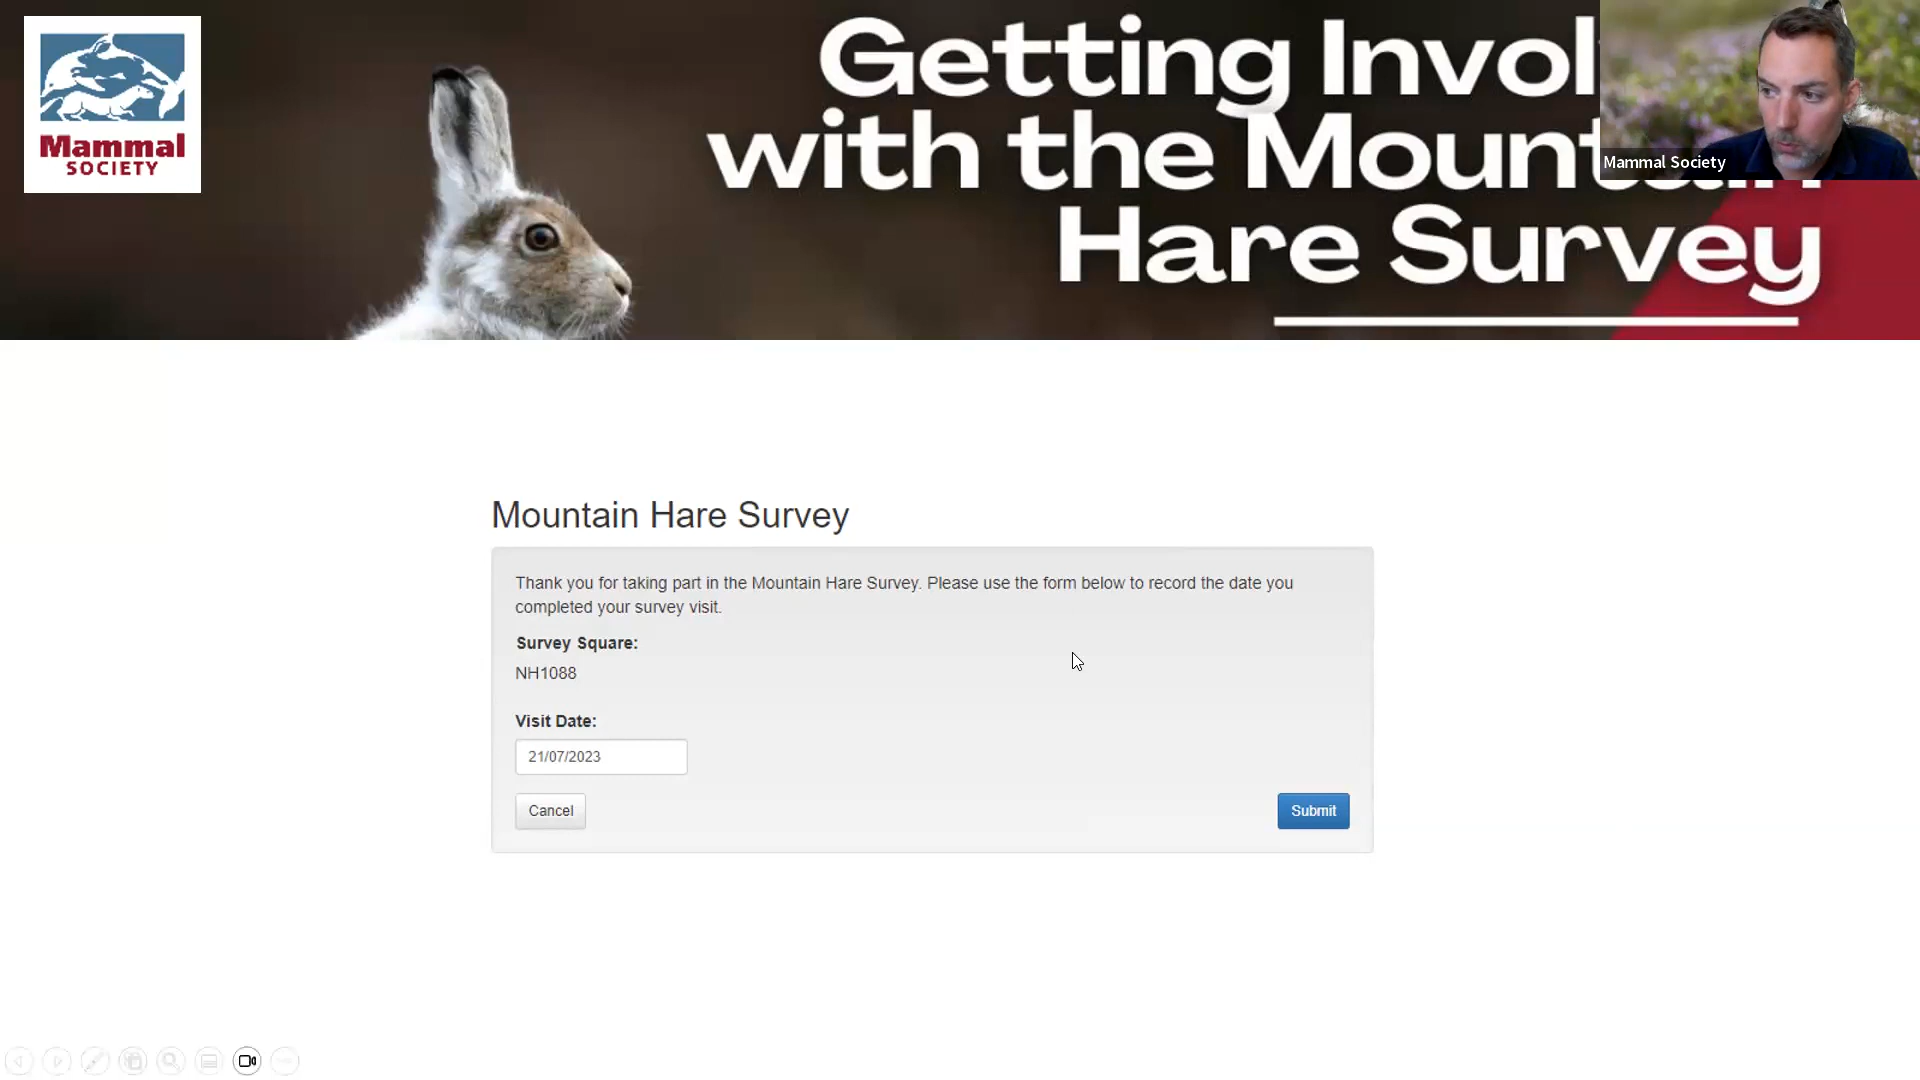 Mammal
SOCIETY
Getting Invol
with the Mountain
Hare Survey
Mammal Society
Mountain Hare Survey
Thank you for taking part in the Mountain Hare Survey. Please use the form below to record the date you
completed your survey visit.
Survey Square:
NH1088
Visit Date:
21/07/2023
Cancel
Submit